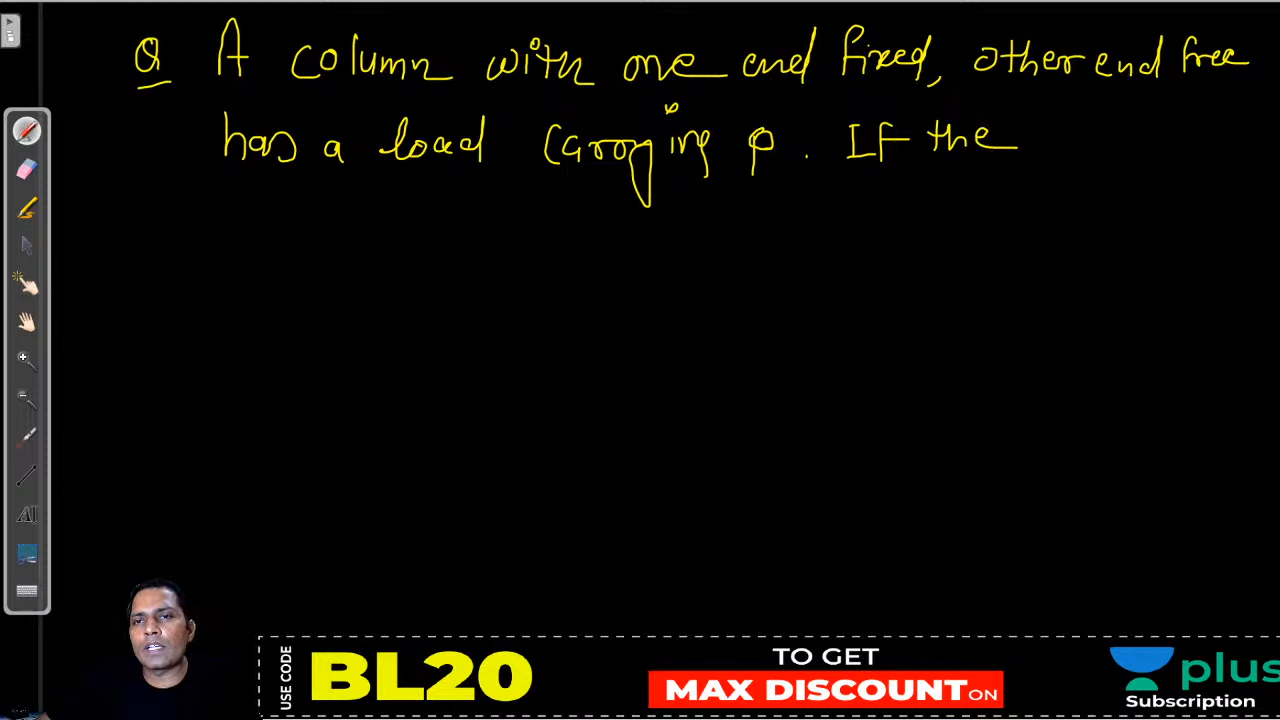 Q A column with one end fixed, other end free
has a load carrying P. If the
AI
USE CODE
BL20
TO GET
MAX DISCOUNT ON
plus
Subscription